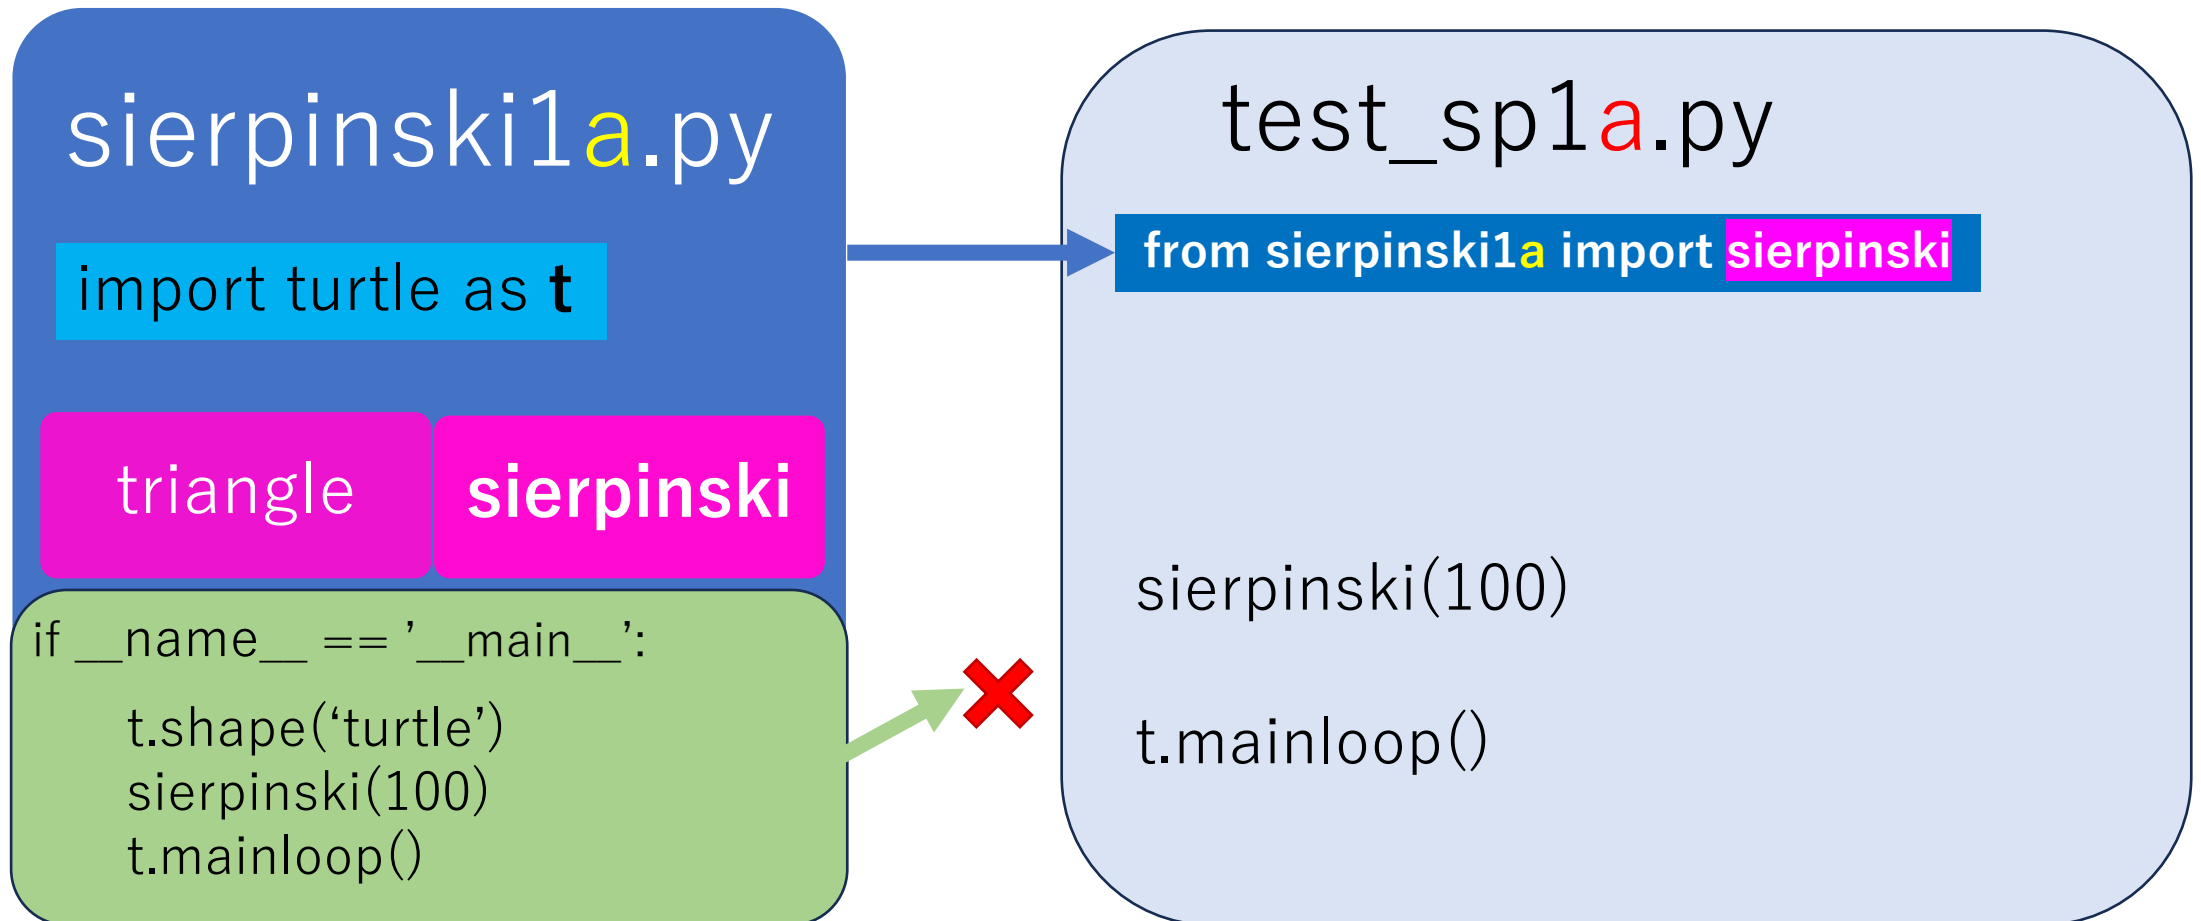 sierpinski1a.py
import turtle as t
triangle
sierpinski
if __name__ == ’__main__’:
t.shape(‘turtle’)
sierpinski(100)
t.mainloop()
test_sp1a.py
from sierpinski1a import sierpinski
sierpinski(100)
t.mainloop()